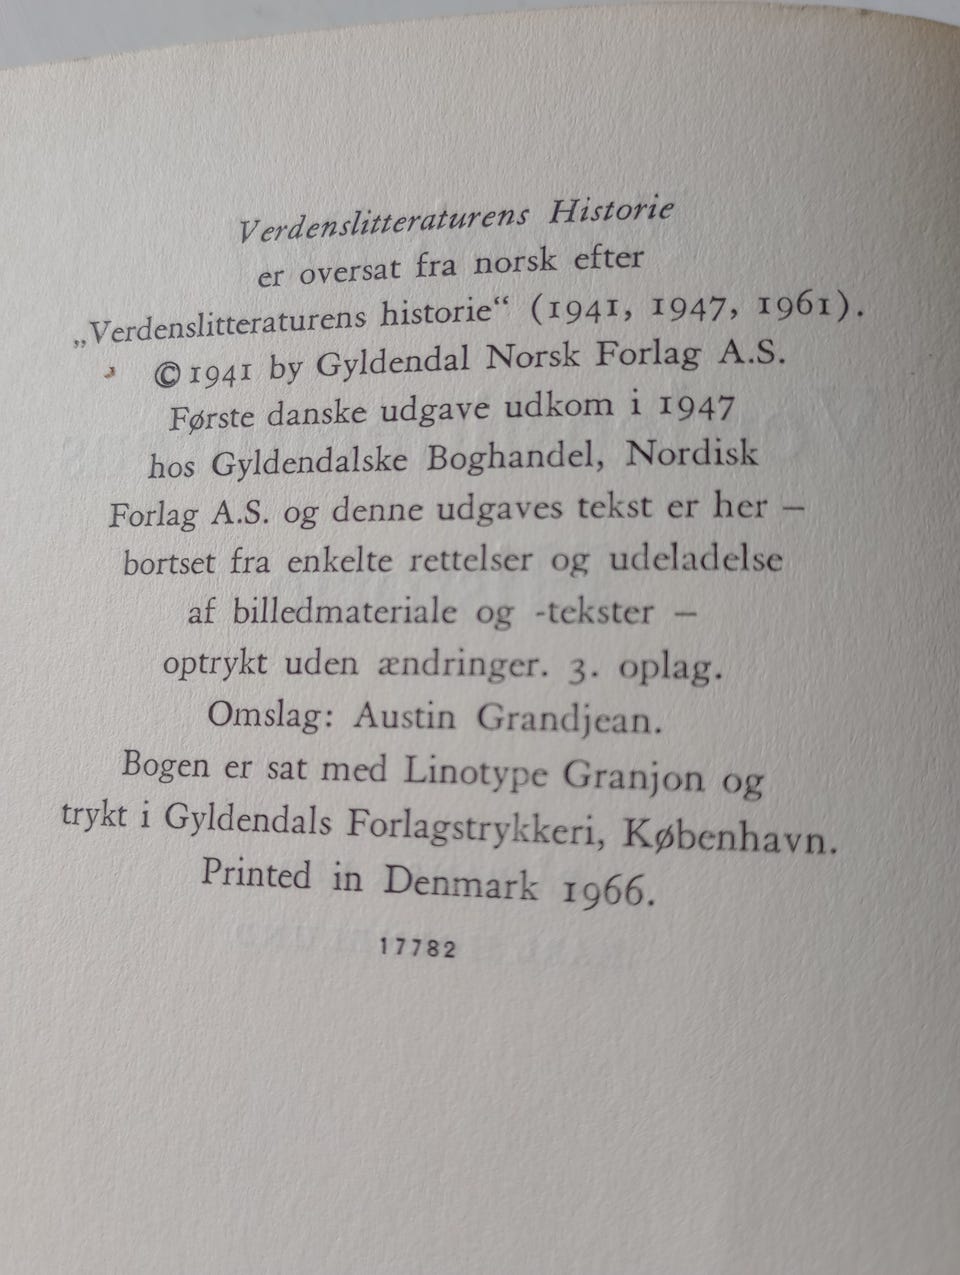 Verdenslitteraturens Historie
er oversat fra norsk efter
„Verdenslitteraturens historie“ (1941, 1947, 1961).
© 1941 by Gyldendal Norsk Forlag A.S.
Første danske udgave udkom i 1947
hos Gyldendalske Boghandel, Nordisk
Forlag A.S. og denne udgaves tekst er her –
bortset fra enkelte rettelser og udeladelse
af billedmateriale og -tekster –
optrykt uden ændringer. 3. oplag.
Omslag: Austin Grandjean.
Bogen er sat med Linotype Granjon og
trykt i Gyldendals Forlagstrykkeri, København.
Printed in Denmark 1966.
17782